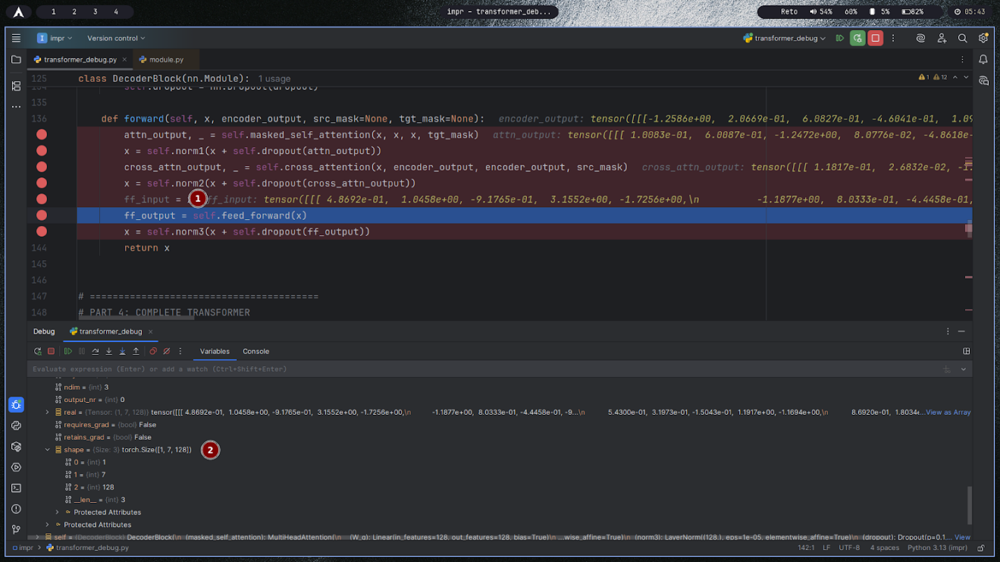 1 2 3 4
impr - transformer_deb...
Reto 54% 60% 5% 82% 05:43
I impr Version control
transformer_debug
transformer_debug.py × module.py
125 class DecoderBlock(nn.Module): 1 usage
134 self.dropout = nn.Dropout(dropout)
1 12
135
136 def forward(self, x, encoder_output, src_mask=None, tgt_mask=None): encoder_output: tensor([[[-1.2586e+00, 2.0669e-01, 6.0827e-01, -4.6041e-01, 1.09
attn_output, _ = self.masked_self_attention(x, x, x, tgt_mask) attn_output: tensor([[[ 1.0083e-01, 6.0087e-01, -1.2472e+00, 8.0776e-02, -4.8618e-
x = self.norm1(x + self.dropout(attn_output))
cross_attn_output, _ = self.cross_attention(x, encoder_output, encoder_output, src_mask) cross_attn_output: tensor([[[ 1.1817e-01, 2.6832e-02, -1.
x = self.norm2(x + self.dropout(cross_attn_output))
ff_input = 1 ff_input: tensor([[[ 4.8692e-01, 1.0458e+00, -9.1765e-01, 3.1552e+00, -1.7256e+00,\n -1.1877e+00, 8.0333e-01, -4.4458e-01,
ff_output = self.feed_forward(x)
x = self.norm3(x + self.dropout(ff_output))
144 return x
145
146
147 # ========================================
148 # PART 4: COMPLETE TRANSFORMER
Debug transformer_debug ×
Variables Console
Evaluate expression (Enter) or add a watch (Ctrl+Shift+Enter)
ndim = {int} 3
output_nr = {int} 0
real = {Tensor: (1, 7, 128)} tensor([[[ 4.8692e-01, 1.0458e+00, -9.1765e-01, 3.1552e+00, -1.7256e+00,\n -1.1877e+00, 8.0333e-01, -4.4458e-01, -9...\n 5.4300e-01, 3.1973e-01, -1.5043e-01, 1.1917e+00, -1.1694e+00,\n 8.6920e-01, 1.8034e...View as Array
requires_grad = {bool} False
retains_grad = {bool} False
shape = {Size: 3} torch.Size([1, 7, 128]) 2
0 = {int} 1
1 = {int} 7
2 = {int} 128
__len__ = {int} 3
Protected Attributes
Protected Attributes
self = {DecoderBlock} DecoderBlock(\n (masked_self_attention): MultiHeadAttention(\n (W_q): Linear(in_features=128, out_features=128, bias=True)\n ...wise_affine=True)\n (norm3): LayerNorm((128,), eps=1e-05, elementwise_affine=True)\n (dropout): Dropout(p=0.1,... View
impr > transformer_debug.py 142:1 LF UTF-8 4 spaces Python 3.13 (impr)